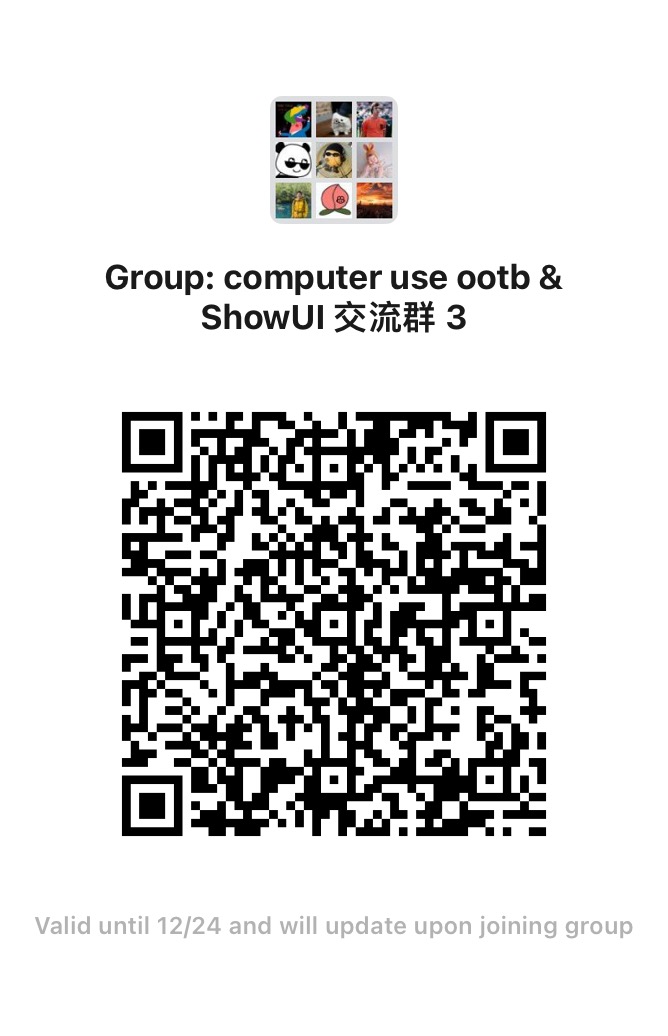 Group: computer use ootb &
ShowUI 交流群 3
Valid until 12/24 and will update upon joining group